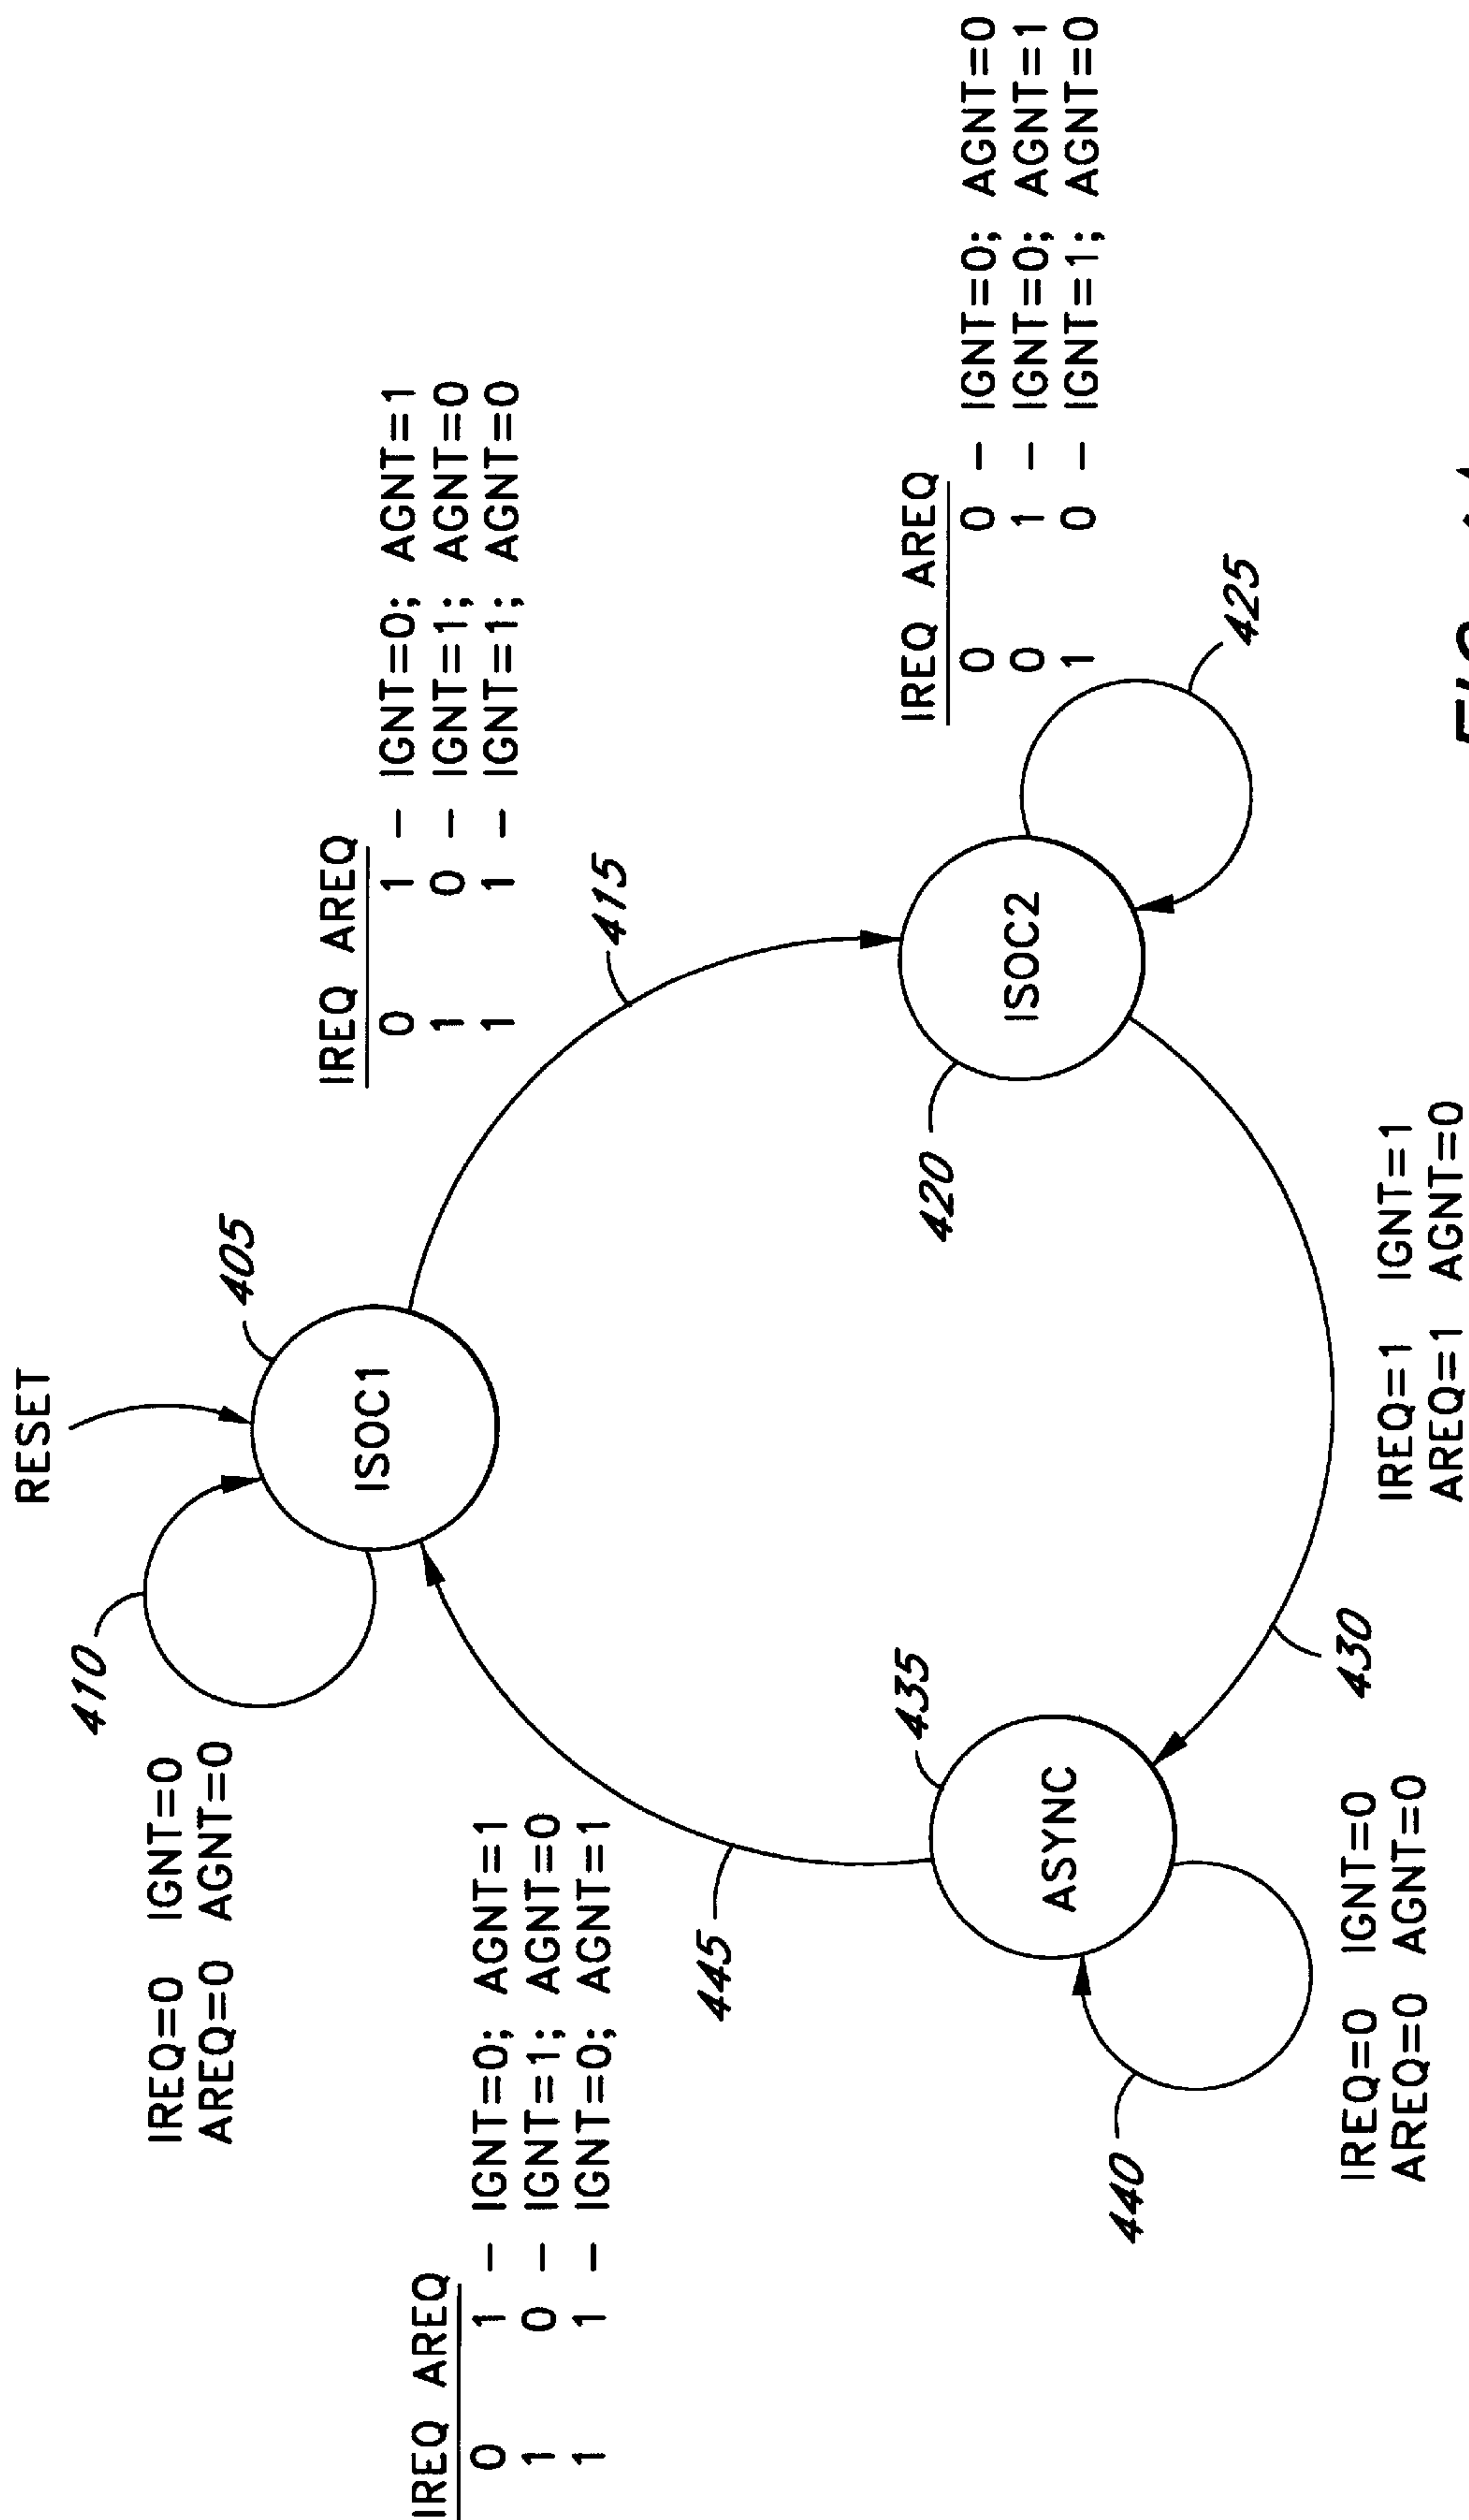 RESET
405
410
IREQ=0 IGNT=0
AREQ=0 AGNT=0
ISOC1
IREQ AREQ
0 1 – IGNT=0; AGNT=1
1 0 – IGNT=1; AGNT=0
1 1 – IGNT=1; AGNT=0
415
IREQ AREQ
0 1 – IGNT=0; AGNT=1
1 0 – IGNT=1; AGNT=0
1 1 – IGNT=0; AGNT=1
445
435
ASYNC
420
ISOC2
IREQ AREQ
0 0 – IGNT=0; AGNT=0
0 1 – IGNT=0; AGNT=1
1 0 – IGNT=1; AGNT=0
425
440
IREQ=0 IGNT=0
AREQ=0 AGNT=0
430
IREQ=1 IGNT=1
AREQ=1 AGNT=0